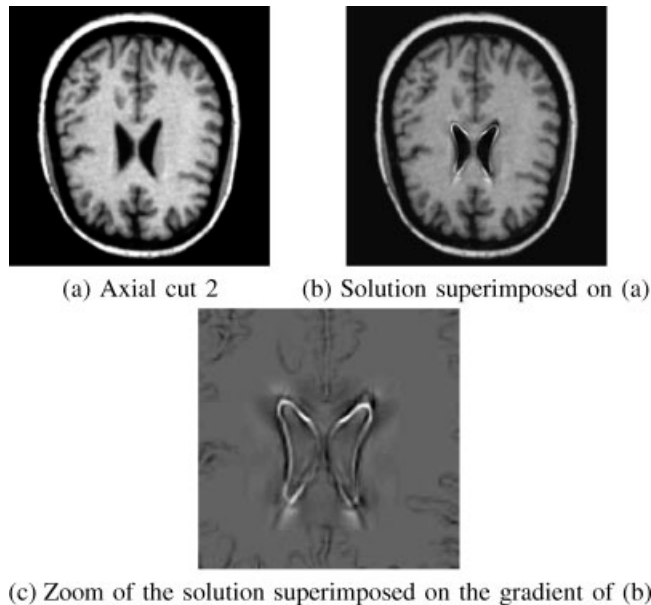 (a) Axial cut 2
(b) Solution superimposed on (a)
(c) Zoom of the solution superimposed on the gradient of (b)